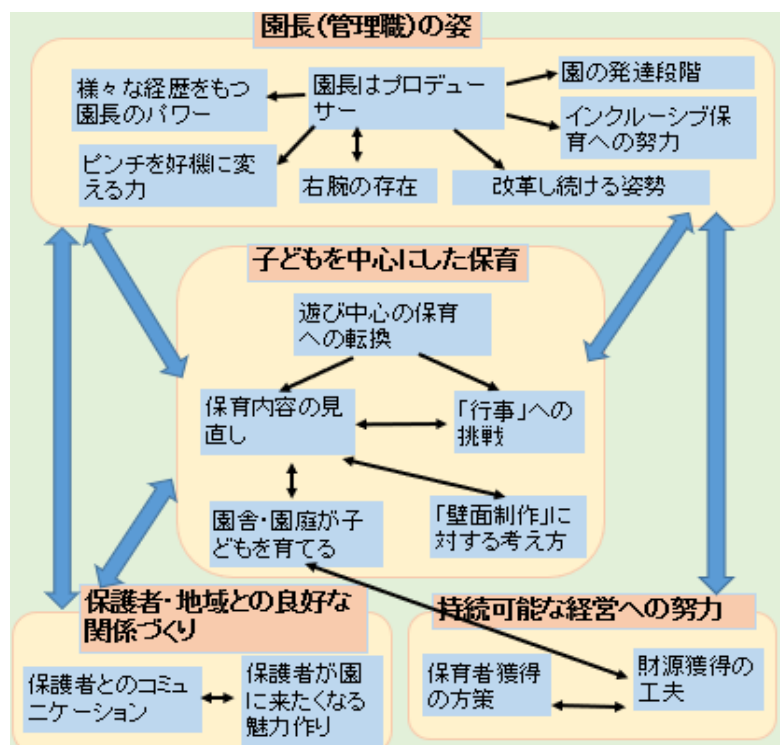 園長(管理職)の姿
様々な経歴をもつ
園長のパワー
園長はプロデュー
サー
園の発達段階
インクルーシブ保
育への努力
ピンチを好機に変
える力
右腕の存在
改革し続ける姿勢
子どもを中心にした保育
遊び中心の保育
への転換
保育内容の見
直し
「行事」への
挑戦
園舎・園庭が子
どもを育てる
「壁面制作」に
対する考え方
保護者・地域との良好な
関係づくり
保護者とのコミュ
ニケーション
保護者が園
に来たくなる
魅力作り
持続可能な経営への努力
保育者獲得
の方策
財源獲得の
工夫